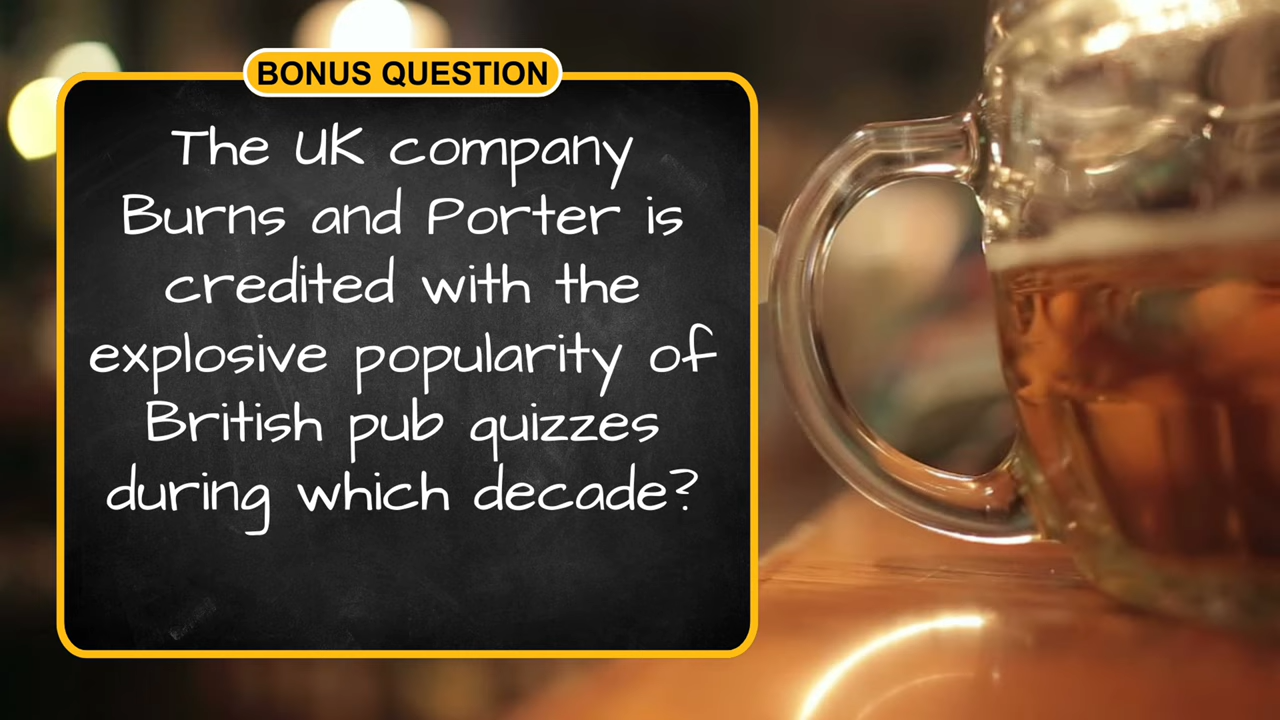 BONUS QUESTION
The UK company
Burns and Porter is
credited with the
explosive popularity of
British pub quizzes
during which decade?